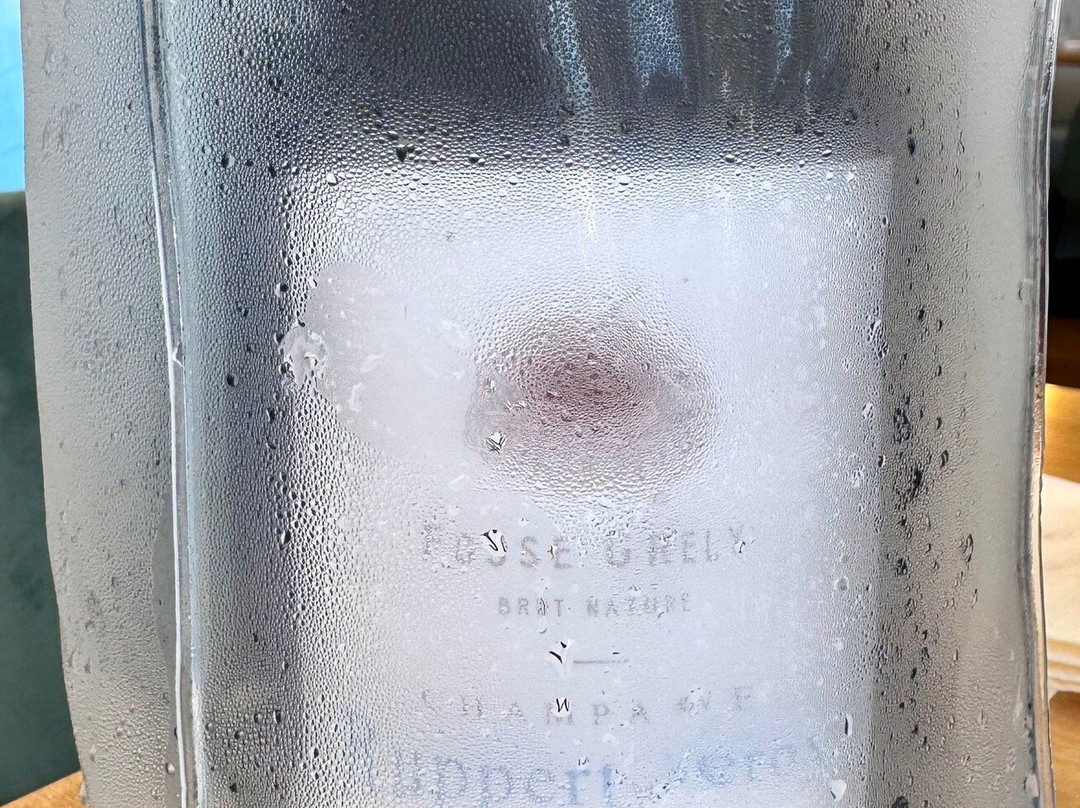 FOSSE GRELY
BRUT NATURE
CHAMPAGNE
Ruppert